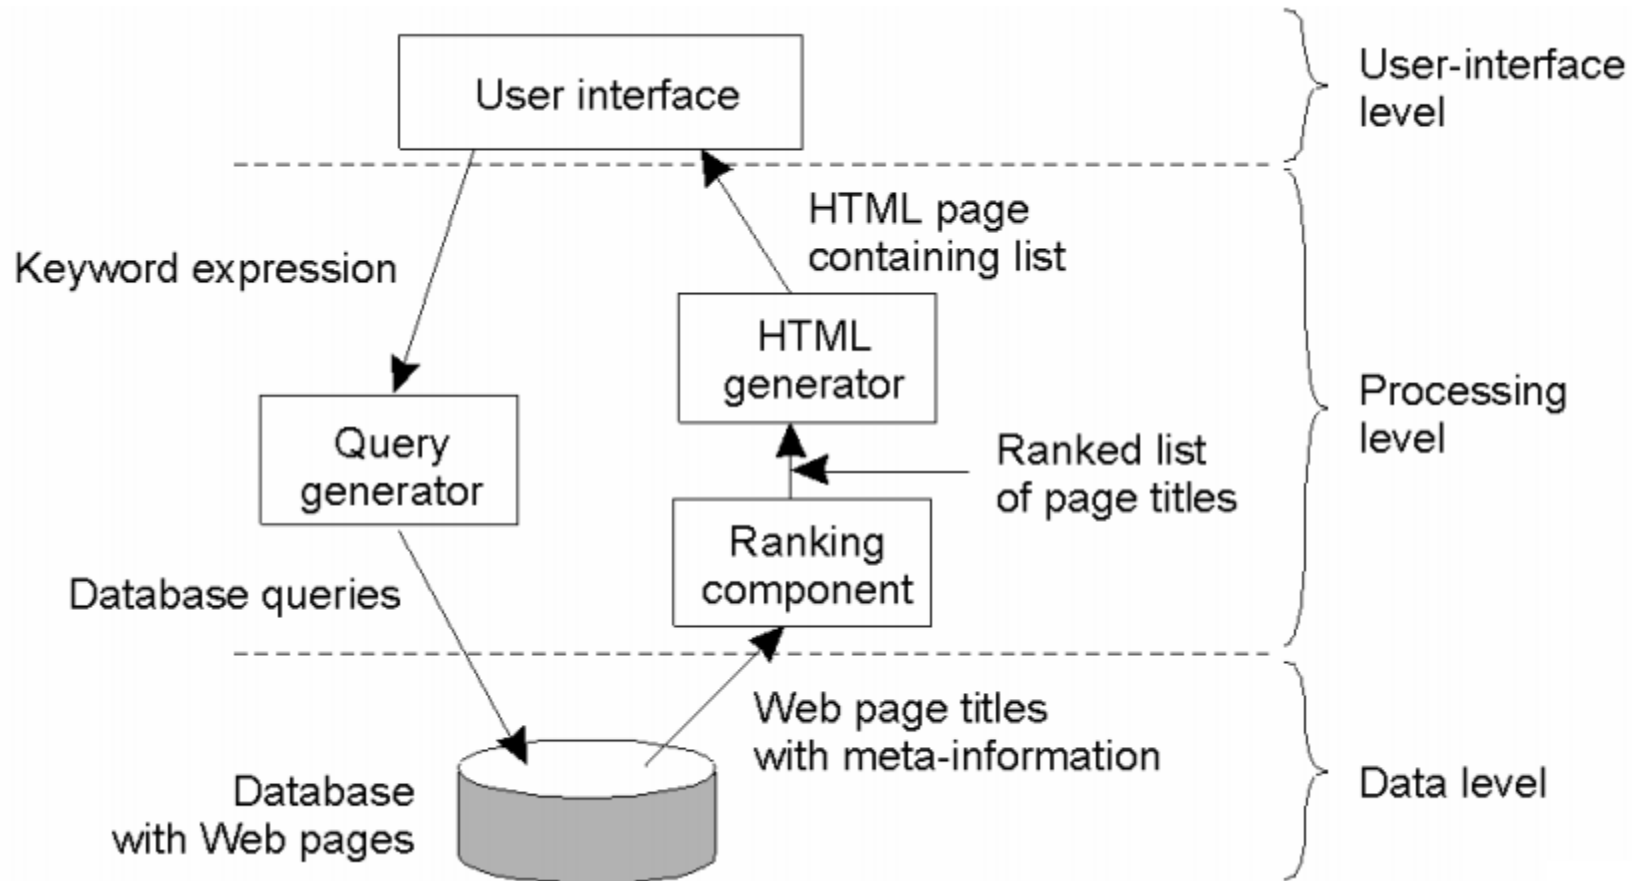 User interface
User-interface
level
HTML page
containing list
Keyword expression
HTML
generator
Processing
level
Query
generator
Ranked list
of page titles
Ranking
component
Database queries
Web page titles
with meta-information
Database
with Web pages
Data level